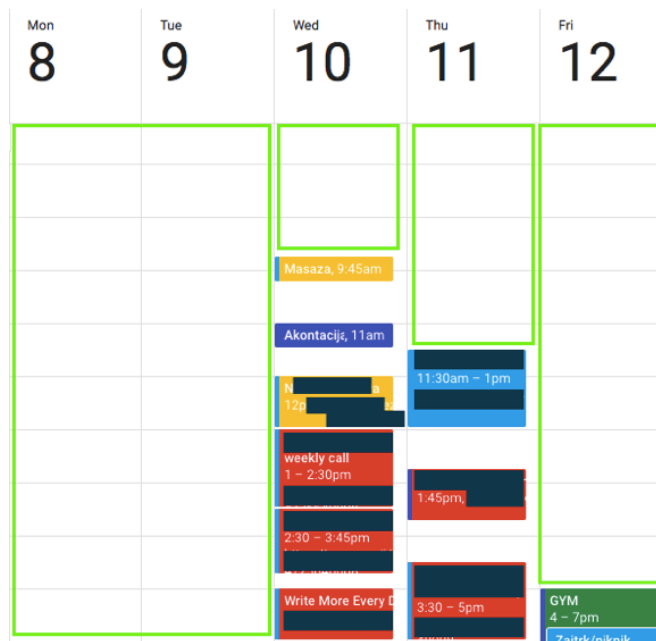 Mon
8
Tue
9
Wed
10
Thu
11
Fri
12
Masaza, 9:45am
Akontacije, 11am
N a
12p
weekly call
1 – 2:30pm
2:30 – 3:45pm
Write More Every D
11:30am – 1pm
1:45pm,
3:30 – 5pm
GYM
4 – 7pm
Zajtrk/piknik